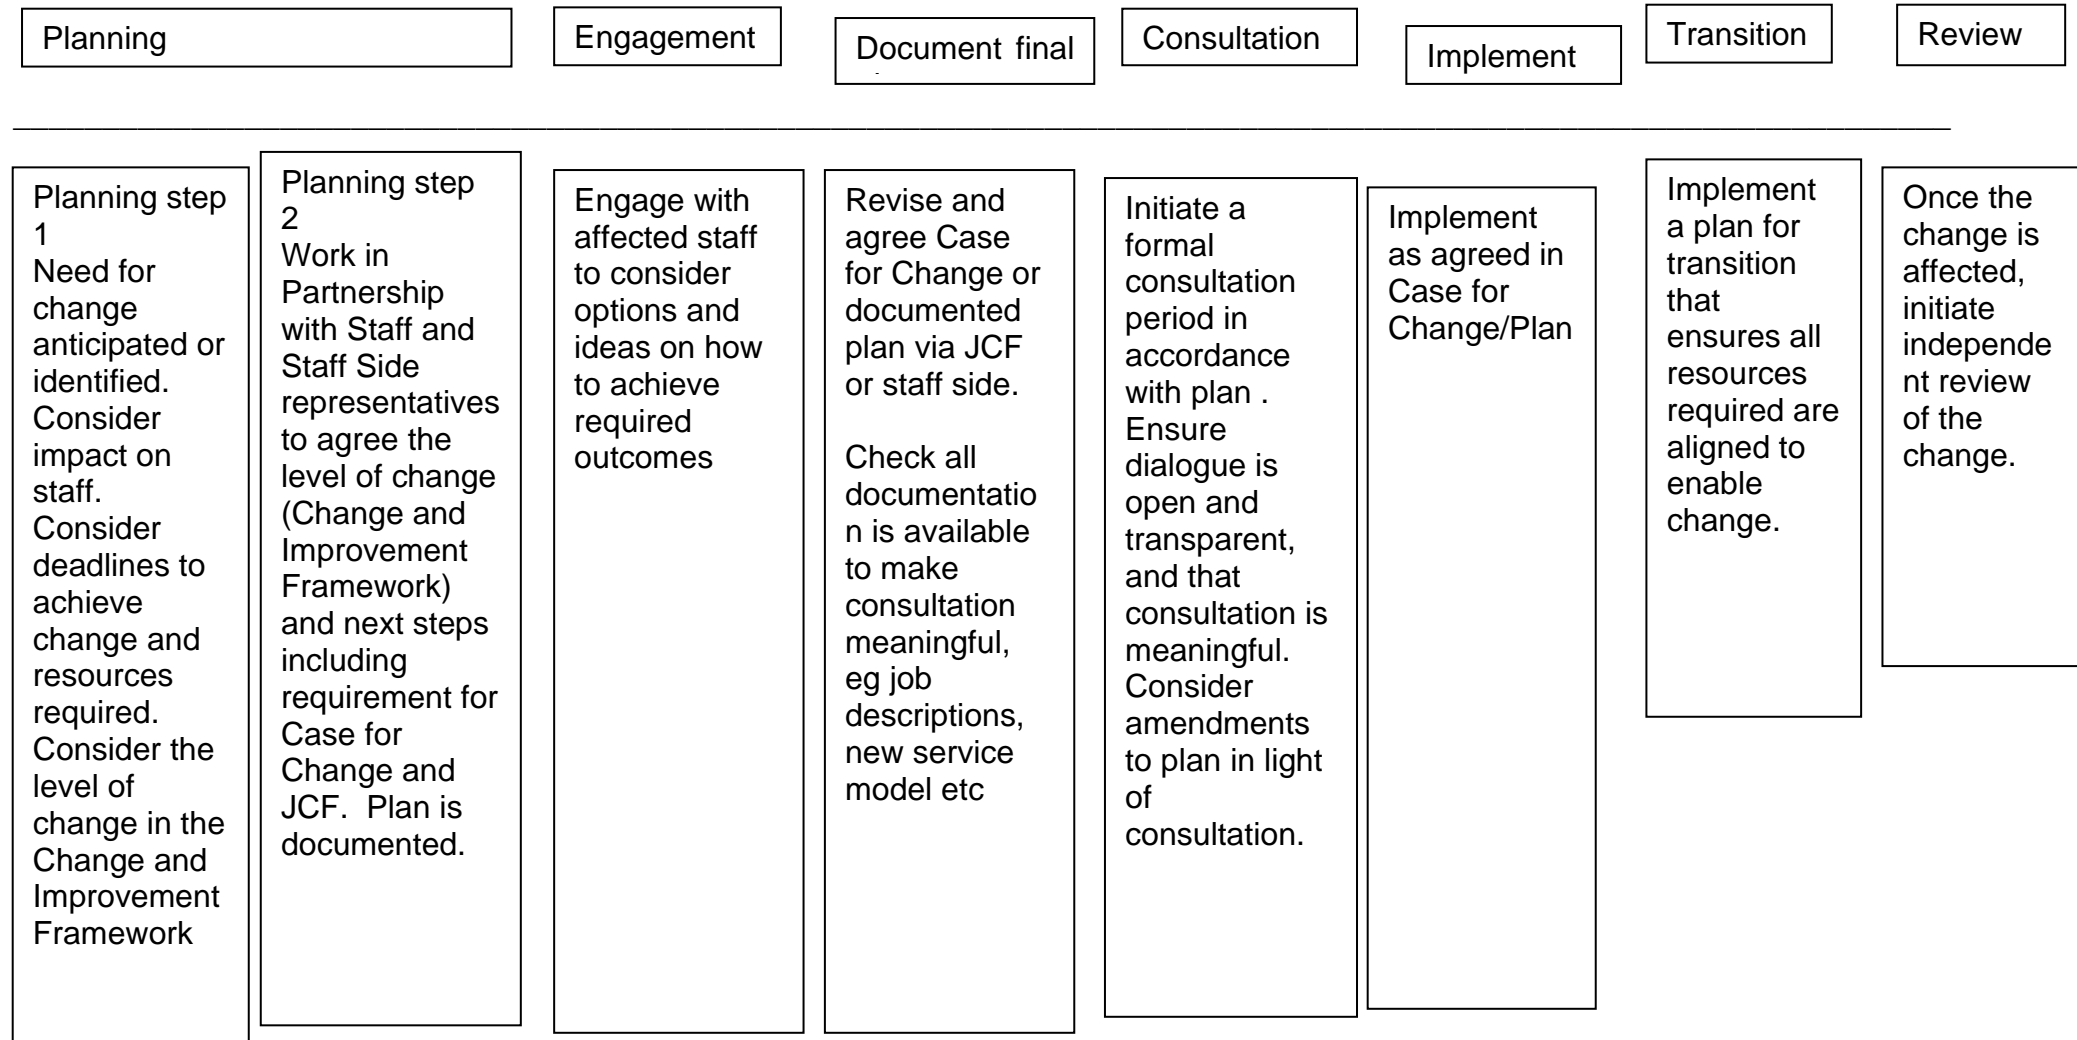 Planning
Engagement
Document final
Consultation
Implement
Transition
Review
Planning step
1
Need for
change
anticipated or
identified.
Consider
impact on
staff.
Consider
deadlines to
achieve
change and
resources
required.
Consider the
level of
change in the
Change and
Improvement
Framework
Planning step
2
Work in
Partnership
with Staff and
Staff Side
representatives
to agree the
level of change
(Change and
Improvement
Framework)
and next steps
including
requirement for
Case for
Change and
JCF.  Plan is
documented.
Engage with
affected staff
to consider
options and
ideas on how
to achieve
required
outcomes
Revise and
agree Case
for Change or
documented
plan via JCF
or staff side.
Check all
documentatio
n is available
to make
consultation
meaningful,
eg job
descriptions,
new service
model etc
Initiate a
formal
consultation
period in
accordance
with plan .
Ensure
dialogue is
open and
transparent,
and that
consultation is
meaningful.
Consider
amendments
to plan in light
of
consultation.
Implement
as agreed in
Case for
Change/Plan
Implement
a plan for
transition
that
ensures all
resources
required are
aligned to
enable
change.
Once the
change is
affected,
initiate
independe
nt review
of the
change.